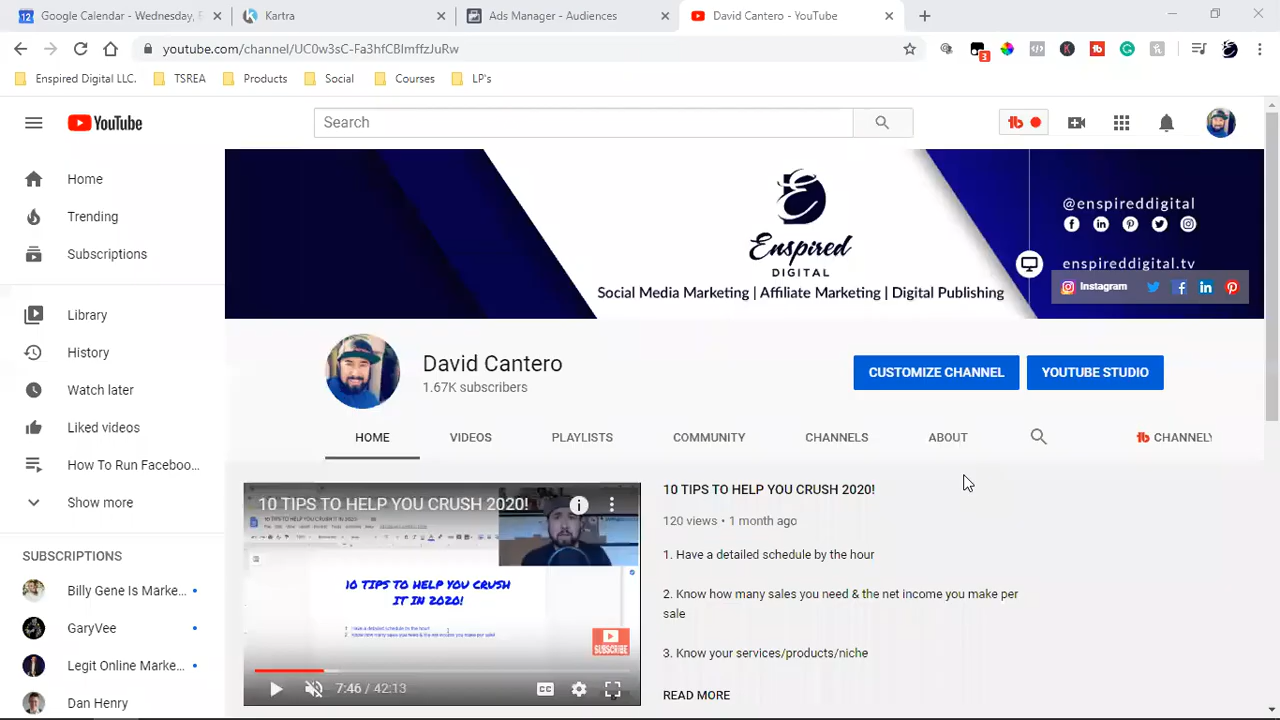 Google Calendar - Wednesday, F
Kartra
Ads Manager - Audiences
David Cantero - YouTube
youtube.com/channel/UC0w3sC-Fa3hfCBlmffzJuRw
3
Enspired Digital LLC.
TSREA
Products
Social
Courses
LP's
YouTube
Search
Home
Trending
Subscriptions
Library
History
Watch later
Liked videos
How To Run Faceboo...
Show more
SUBSCRIPTIONS
Billy Gene Is Marke...
GaryVee
Legit Online Marke...
Dan Henry
Enspired
DIGITAL
Social Media Marketing | Affiliate Marketing | Digital Publishing
@enspireddigital
enspireddigital.tv
Instagram
David Cantero
1.67K subscribers
CUSTOMIZE CHANNEL
YOUTUBE STUDIO
HOME
VIDEOS
PLAYLISTS
COMMUNITY
CHANNELS
ABOUT
CHANNELY
10 TIPS TO HELP YOU CRUSH 2020!
10 TIPS TO HELP YOU CRUSH
IT IN 2020!
SUBSCRIBE
7:46 / 42:13
10 TIPS TO HELP YOU CRUSH 2020!
120 views • 1 month ago
1. Have a detailed schedule by the hour
2. Know how many sales you need & the net income you make per
sale
3. Know your services/products/niche
READ MORE